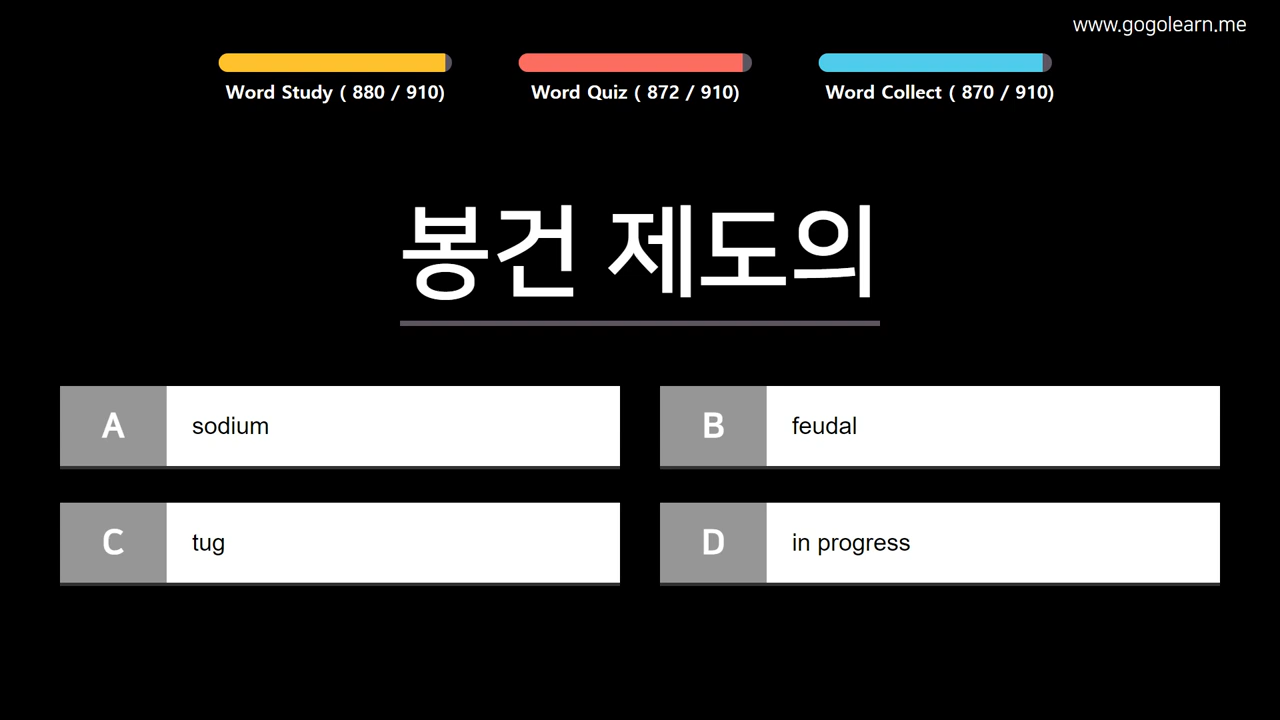 www.gogolearn.me
Word Study ( 880 / 910)
Word Quiz ( 872 / 910)
Word Collect ( 870 / 910)
봉건 제도의
A sodium
B feudal
C tug
D in progress